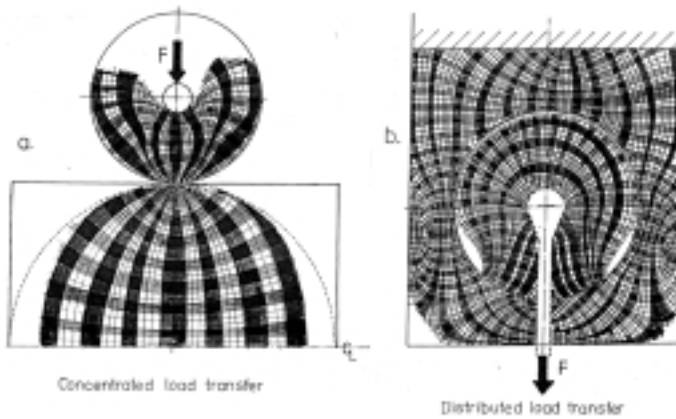 F
a.
b.
℄
F
Concentrated load transfer
Distributed load transfer